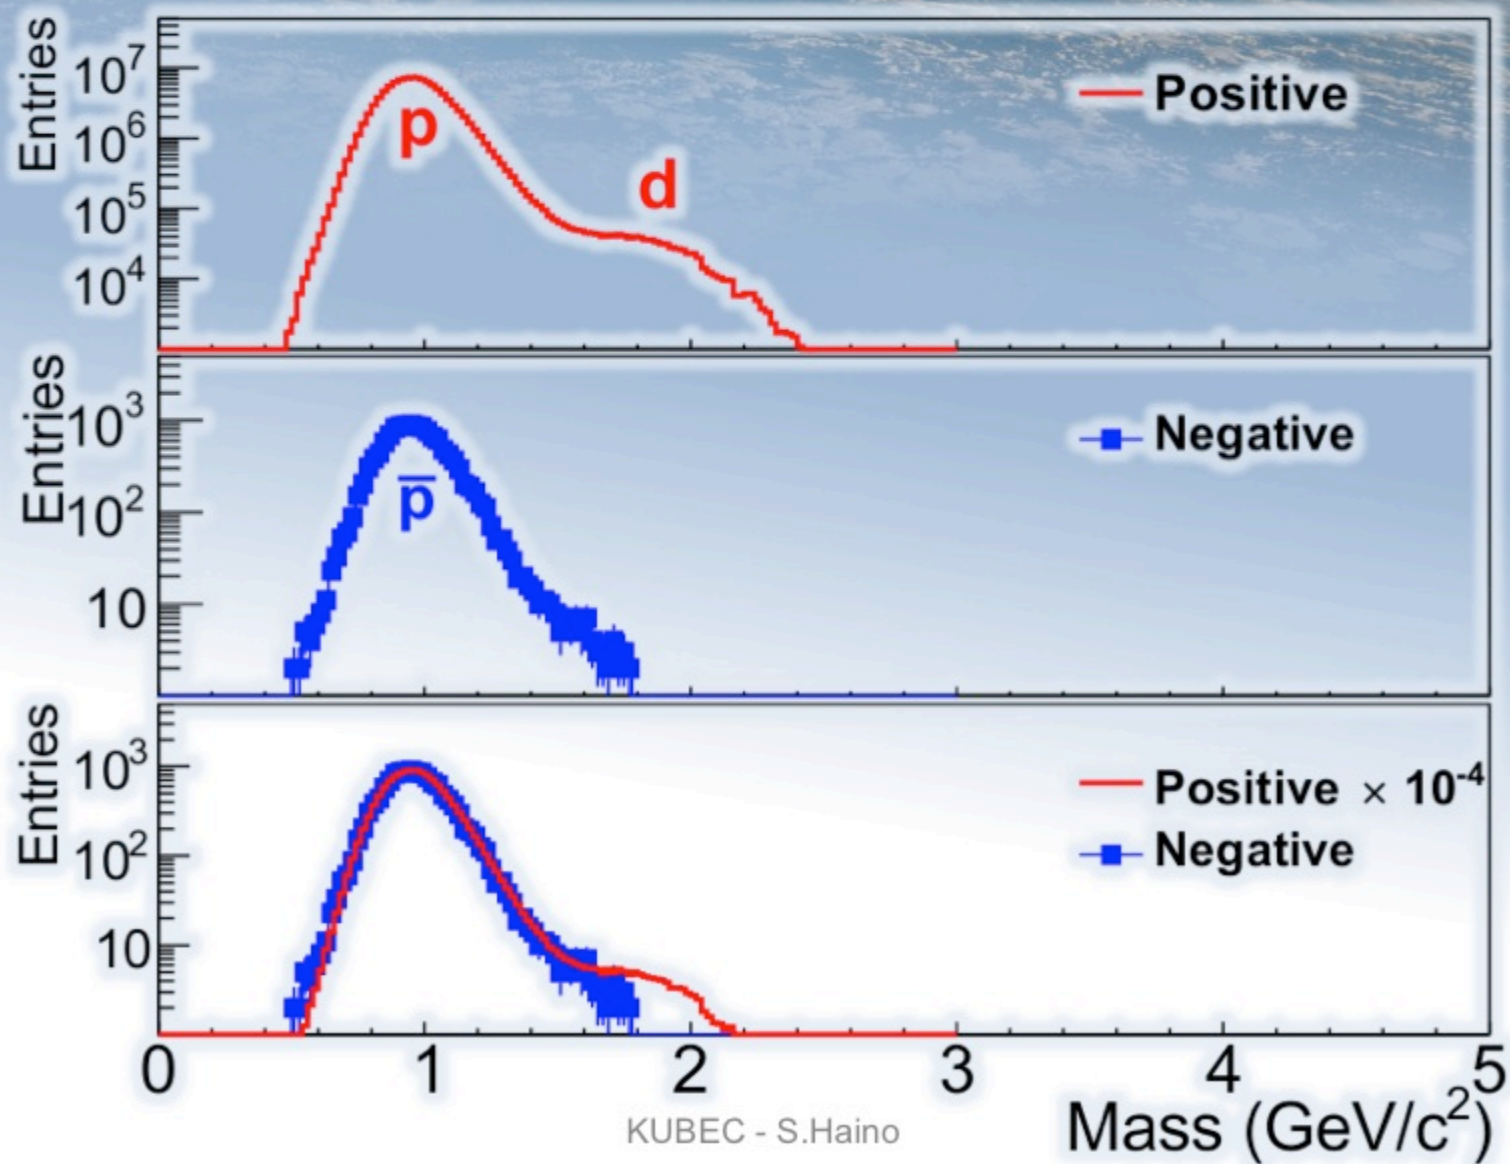 Entries
10^7
10^6
10^5
10^4
p
d
Positive
Entries
10^3
10^2
10
p̅
Negative
Entries
10^3
10^2
10
Positive × 10^-4
Negative
0 1 2 3 4 5
KUBEC - S.Haino
Mass (GeV/c^2)